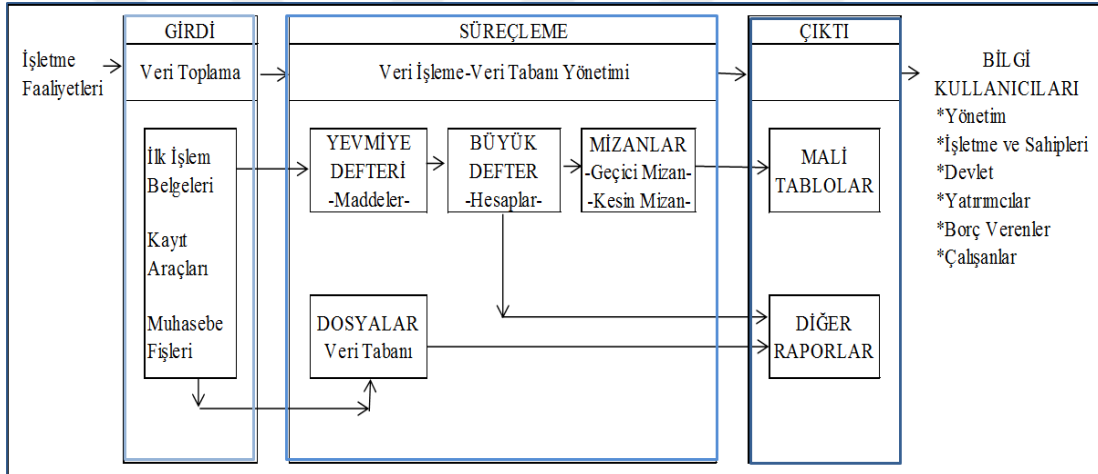 GİRDİ
SÜREÇLEME
ÇIKTI
İşletme
Faaliyetleri
Veri Toplama
Veri İşleme-Veri Tabanı Yönetimi
BİLGİ
KULLANICILARI
*Yönetim
*İşletme ve Sahipleri
*Devlet
*Yatırımcılar
*Borç Verenler
*Çalışanlar
İlk İşlem
Belgeleri
Kayıt
Araçları
Muhasebe
Fişleri
YEVMİYE
DEFTERİ
-Maddeler-
BÜYÜK
DEFTER
-Hesaplar-
MİZANLAR
-Geçici Mizan-
-Kesin Mizan-
MALİ
TABLOLAR
DOSYALAR
Veri Tabanı
DİĞER
RAPORLAR